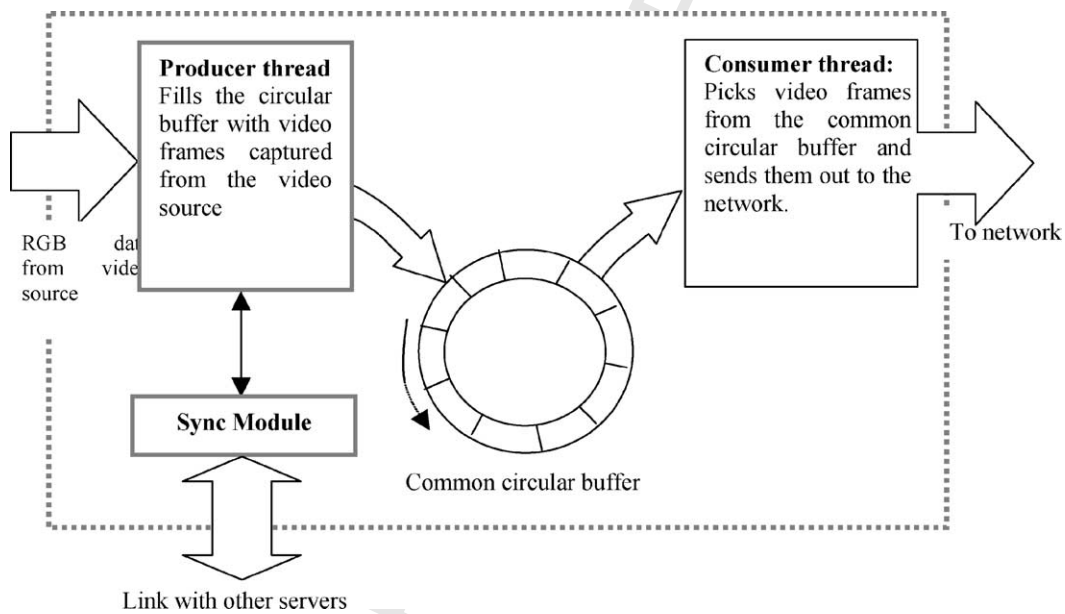 Producer thread
Fills the circular
buffer with video
frames captured
from the video
source
Consumer thread:
Picks video frames
from the common
circular buffer and
sends them out to the
network.
RGB
from
source
To network
Sync Module
Common circular buffer
Link with other servers